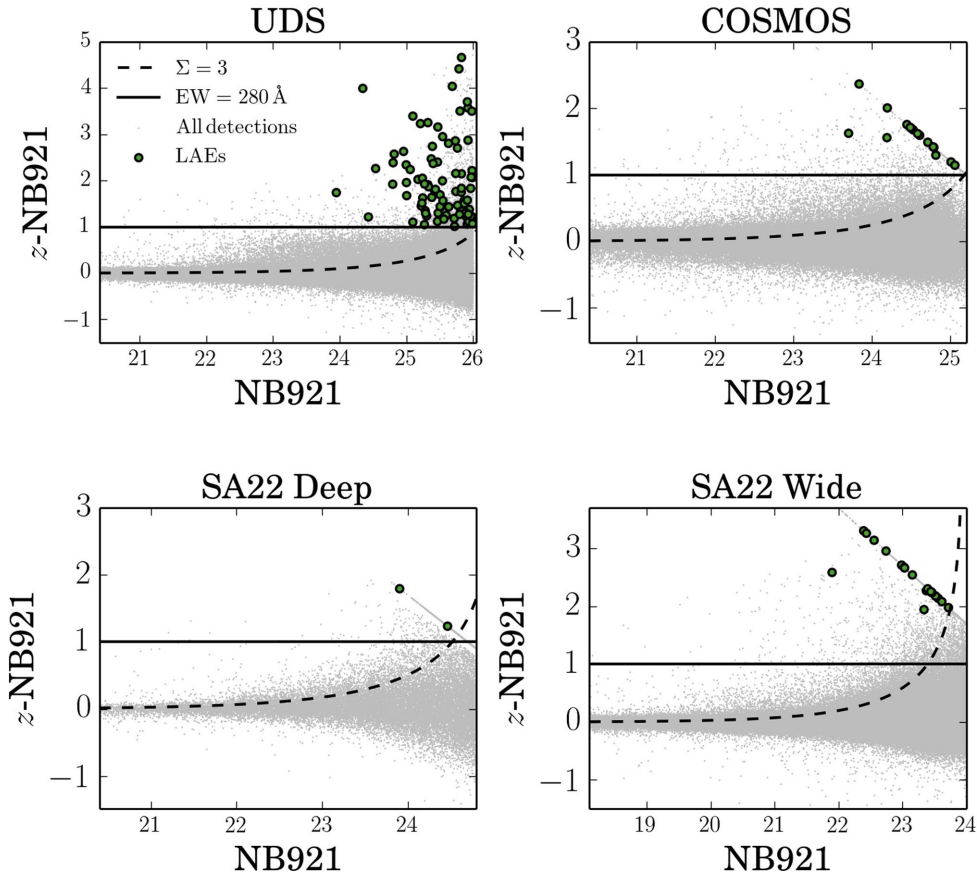 UDS
5
4
3
2
1
0
−1
z-NB921
Σ = 3
EW = 280 Å
All detections
LAEs
21 22 23 24 25 26
NB921
COSMOS
3
2
1
0
−1
z-NB921
21 22 23 24 25
NB921
SA22 Deep
3
2
1
0
−1
z-NB921
21 22 23 24
NB921
SA22 Wide
3
2
1
0
−1
z-NB921
19 20 21 22 23 24
NB921